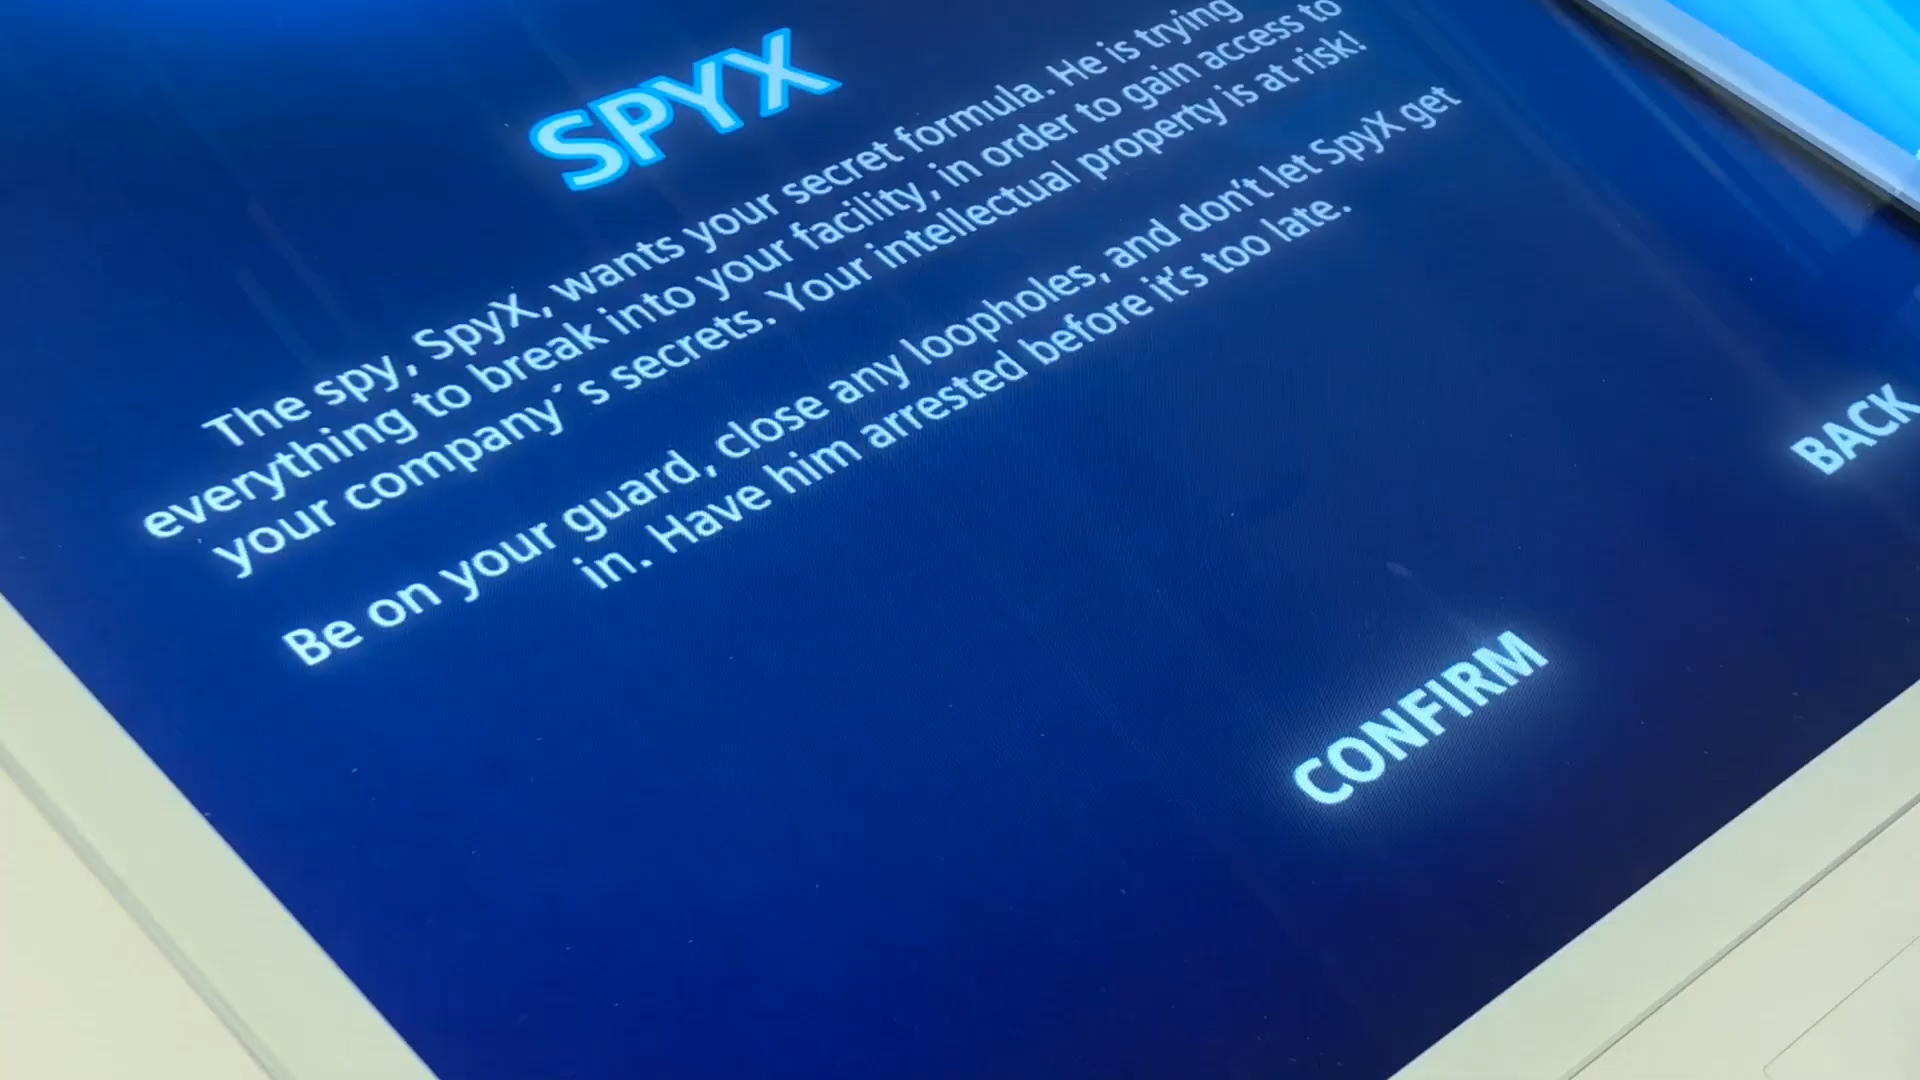 SPYX
The spy, SpyX, wants your secret formula. He is trying
everything to break into your facility, in order to gain access to
your company´s secrets. Your intellectual property is at risk!
Be on your guard, close any loopholes, and don't let SpyX get
in. Have him arrested before it's too late.
BACK
CONFIRM